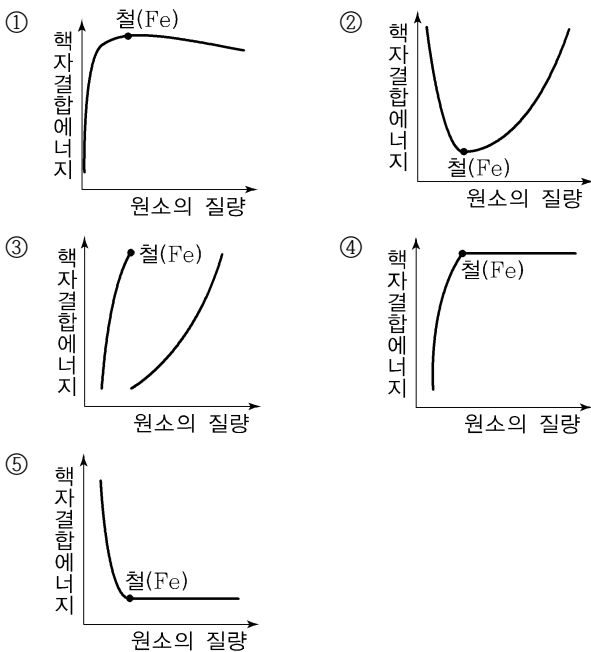 ①
철(Fe)
핵자결합에너지
원소의 질량
②
핵자결합에너지
철(Fe)
원소의 질량
③
철(Fe)
핵자결합에너지
원소의 질량
④
핵자결합에너지
철(Fe)
원소의 질량
⑤
핵자결합에너지
철(Fe)
원소의 질량